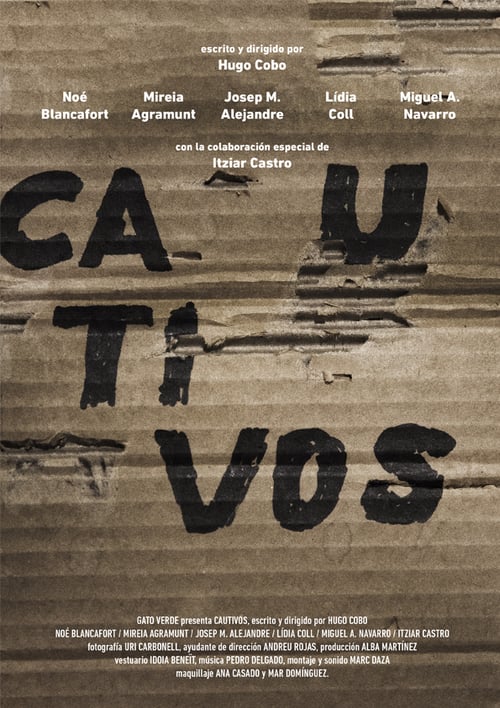 escrito y dirigido por
Hugo Cobo
Noé Blancafort
Mireia Agramunt
Josep M. Alejandre
Lídia Coll
Miguel A. Navarro
con la colaboración especial de
Itziar Castro
CA U
TI
VOS
GATO VERDE presenta CAUTIVOS, escrito y dirigido por HUGO COBO
NOÉ BLANCAFORT / MIREIA AGRAMUNT / JOSEP M. ALEJANDRE / LÍDIA COLL / MIGUEL A. NAVARRO / ITZIAR CASTRO
fotografía URI CARBONELL, ayudante de dirección ANDREU ROJAS, producción ALBA MARTÍNEZ
vestuario IDOIA BENEÍT, música PEDRO DELGADO, montaje y sonido MARC DAZA
maquillaje ANA CASADO y MAR DOMÍNGUEZ.